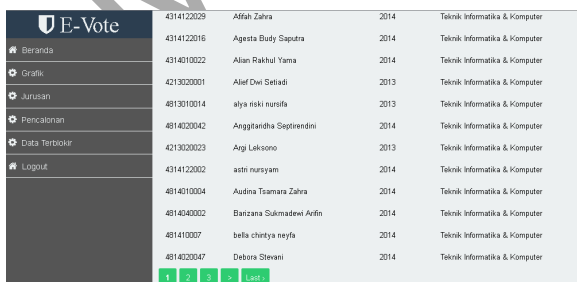 E-Vote
Beranda
Grafik
Jurusan
Pencalonan
Data Terblokir
Logout
4314122029 Afifah Zahra 2014 Teknik Informatika & Komputer
4314122016 Agesta Budy Saputra 2014 Teknik Informatika & Komputer
4314010022 Alian Rakhul Yama 2014 Teknik Informatika & Komputer
4213020001 Alief Dwi Setiadi 2013 Teknik Informatika & Komputer
4813010014 alya riski nursifa 2013 Teknik Informatika & Komputer
4814020042 Anggitaridha Septirendini 2014 Teknik Informatika & Komputer
4213020023 Argi Leksono 2013 Teknik Informatika & Komputer
4314122002 astri nursyam 2014 Teknik Informatika & Komputer
4814010004 Audina Tsamara Zahra 2014 Teknik Informatika & Komputer
4814040002 Barizana Sukmadewi Arifin 2014 Teknik Informatika & Komputer
481410007 bella chintya neyfa 2014 Teknik Informatika & Komputer
4814020047 Debora Stevani 2014 Teknik Informatika & Komputer
1 2 3 > Last ›